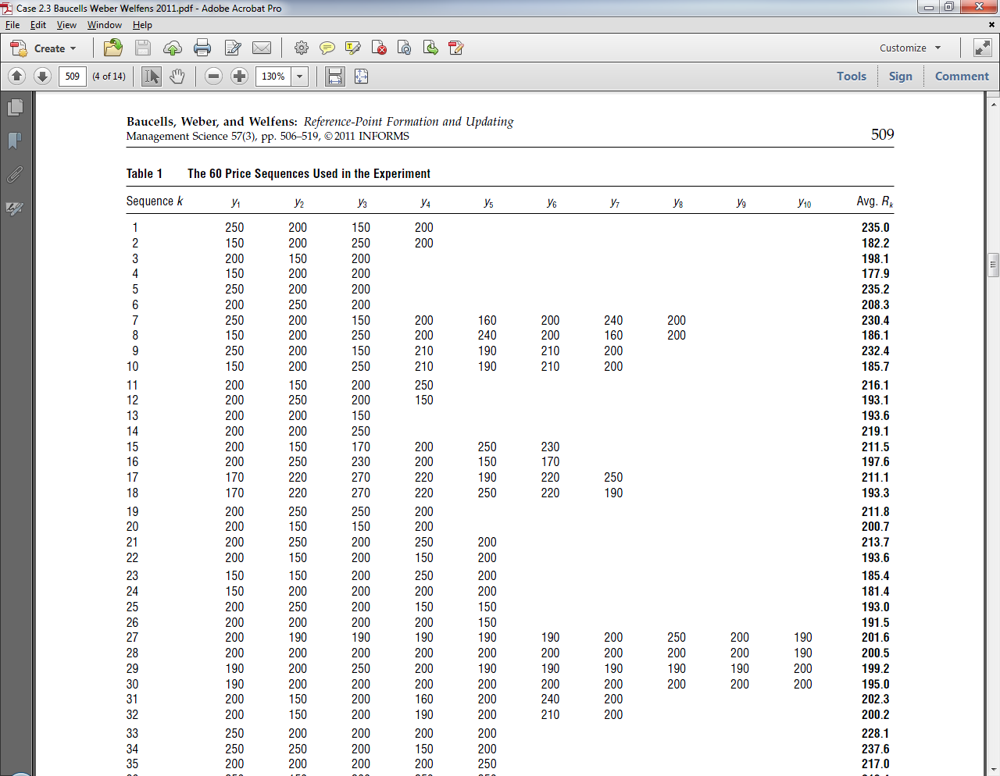 Case 2.3 Baucells Weber Welfens 2011.pdf - Adobe Acrobat Pro
File Edit View Window Help
Create Customize
509 (4 of 14) 130% Tools Sign Comment
Baucells, Weber, and Welfens: Reference-Point Formation and Updating
Management Science 57(3), pp. 506–519, © 2011 INFORMS 509
Table 1 The 60 Price Sequences Used in the Experiment
Sequence k y1 y2 y3 y4 y5 y6 y7 y8 y9 y10 Avg. Rk
1 250 200 150 200 235.0
2 150 200 250 200 182.2
3 200 150 200 198.1
4 150 200 200 177.9
5 250 200 200 235.2
6 200 250 200 208.3
7 250 200 150 200 160 200 240 200 230.4
8 150 200 250 200 240 200 160 200 186.1
9 250 200 150 210 190 210 200 232.4
10 150 200 250 210 190 210 200 185.7
11 200 150 200 250 216.1
12 200 250 200 150 193.1
13 200 200 150 193.6
14 200 200 250 219.1
15 200 150 170 200 250 230 211.5
16 200 250 230 200 150 170 197.6
17 170 220 270 220 190 220 250 211.1
18 170 220 270 220 250 220 190 193.3
19 200 250 250 200 211.8
20 200 150 150 200 200.7
21 200 250 200 250 200 213.7
22 200 150 200 150 200 193.6
23 150 150 200 250 200 185.4
24 150 200 200 200 200 181.4
25 200 250 200 150 150 193.0
26 200 200 200 200 150 191.5
27 200 190 190 190 190 190 200 250 200 190 201.6
28 200 200 200 200 200 200 200 200 200 190 200.5
29 190 200 250 200 190 190 190 190 190 200 199.2
30 190 200 200 200 200 200 200 200 200 200 195.0
31 200 150 200 160 200 240 200 202.3
32 200 150 200 190 200 210 200 200.2
33 250 200 200 200 200 228.1
34 250 250 200 150 200 237.6
35 200 200 200 200 250 217.0